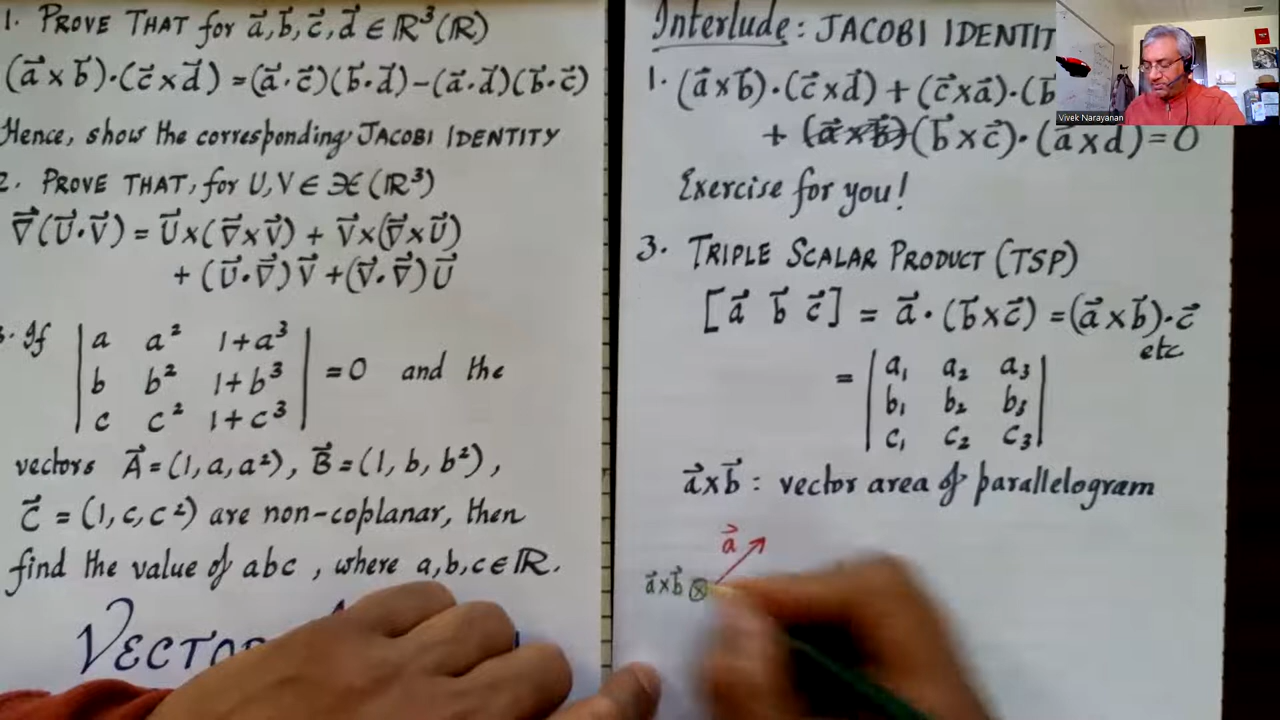 1. PROVE THAT for a⃗, b⃗, c⃗, d⃗ ∈ ℝ³(ℝ)
(a⃗ × b⃗)·(c⃗ × d⃗) = (a⃗·c⃗)(b⃗·d⃗) − (a⃗·d⃗)(b⃗·c⃗)
Hence, show the corresponding JACOBI IDENTITY
2. PROVE THAT, for U, V ∈ 𝔛(ℝ³)
∇⃗(U⃗·V⃗) = U⃗×(∇⃗×V⃗) + V⃗×(∇⃗×U⃗)
+ (U⃗·∇⃗)V⃗ + (V⃗·∇⃗)U⃗
3. If | a a² 1+a³ |
| b b² 1+b³ | = 0 and the
| c c² 1+c³ |
vectors A⃗ = (1, a, a²), B⃗ = (1, b, b²),
C⃗ = (1, c, c²) are non-coplanar, then
find the value of abc, where a, b, c ∈ ℝ.
Interlude: JACOBI IDENTIT
1. (a⃗×b⃗)·(c⃗×d⃗) + (c⃗×a⃗)·(b
+ (a⃗×b⃗) (b⃗×c⃗)·(a⃗×d⃗) = 0
Exercise for you!
3. TRIPLE SCALAR PRODUCT (TSP)
[a⃗ b⃗ c⃗] = a⃗·(b⃗×c⃗) = (a⃗×b⃗)·c⃗
etc
= | a₁ a₂ a₃ |
| b₁ b₂ b₃ |
| c₁ c₂ c₃ |
a⃗×b⃗ : vector area of parallelogram
a⃗
a⃗×b⃗ ⊗
Vivek Narayanan